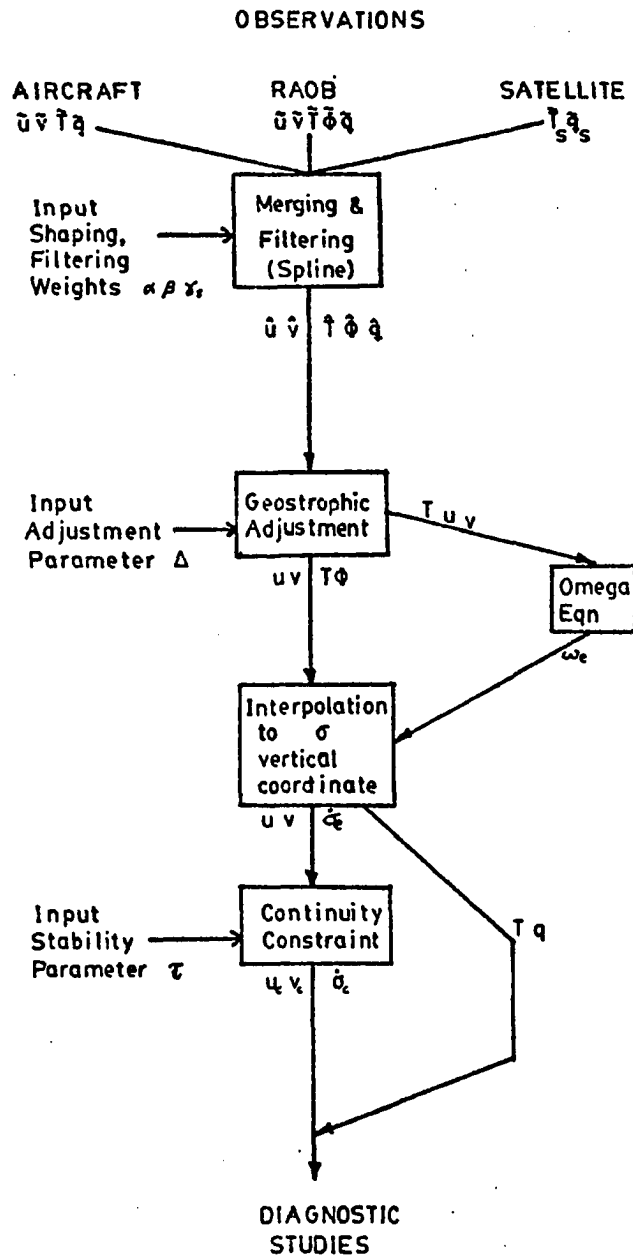 OBSERVATIONS
AIRCRAFT
ũ ṽ T̃ q̃
RAOB
ũ ṽ T̃ Φ̃ q̃
SATELLITE
T̃s q̃s
Input
Shaping,
Filtering
Weights α β γs
Merging &
Filtering
(Spline)
û v̂ T̂ Φ̂ q̂
Input
Adjustment
Parameter Δ
Geostrophic
Adjustment
T u v
u v TΦ
Omega
Eqn
ωe
Interpolation
to σ
vertical
coordinate
u v σ̇e
Input
Stability
Parameter τ
Continuity
Constraint
T q
uc vc σ̇c
DIAGNOSTIC
STUDIES